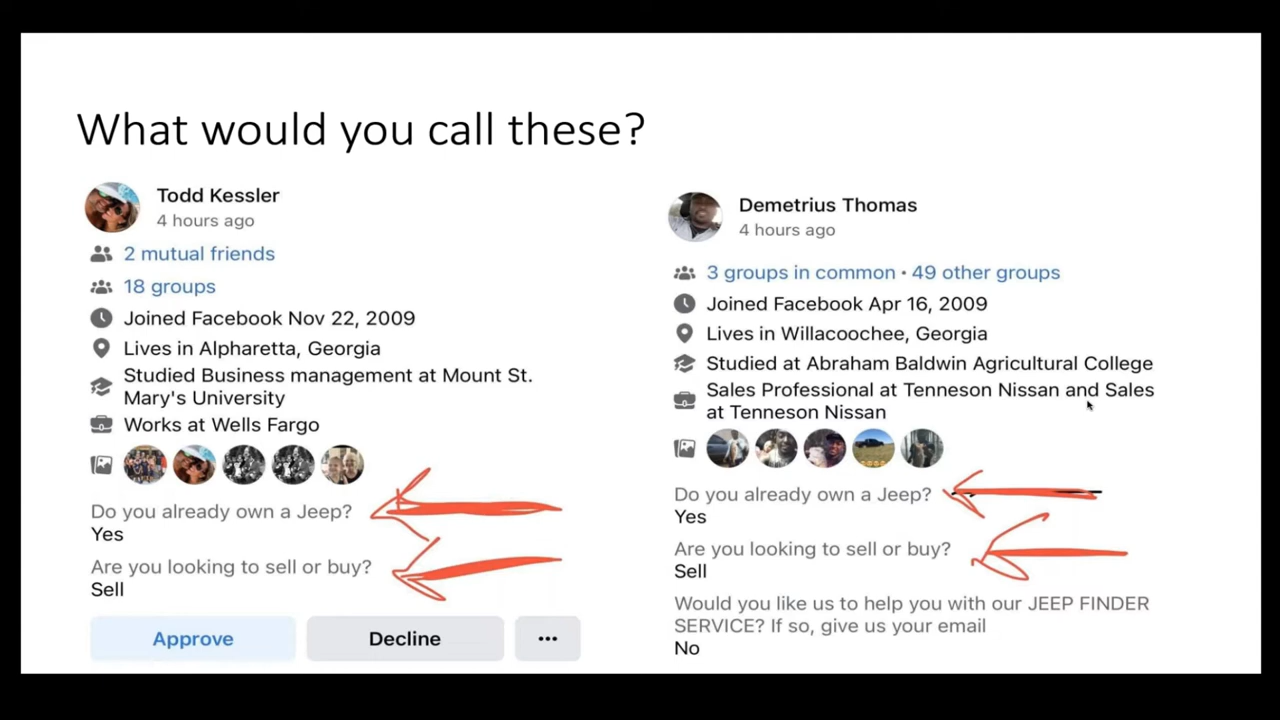 What would you call these?
Todd Kessler
4 hours ago
2 mutual friends
18 groups
Joined Facebook Nov 22, 2009
Lives in Alpharetta, Georgia
Studied Business management at Mount St.
Mary's University
Works at Wells Fargo
Do you already own a Jeep?
Yes
Are you looking to sell or buy?
Sell
Approve
Decline
Demetrius Thomas
4 hours ago
3 groups in common • 49 other groups
Joined Facebook Apr 16, 2009
Lives in Willacoochee, Georgia
Studied at Abraham Baldwin Agricultural College
Sales Professional at Tenneson Nissan and Sales
at Tenneson Nissan
Do you already own a Jeep?
Yes
Are you looking to sell or buy?
Sell
Would you like us to help you with our JEEP FINDER
SERVICE? If so, give us your email
No